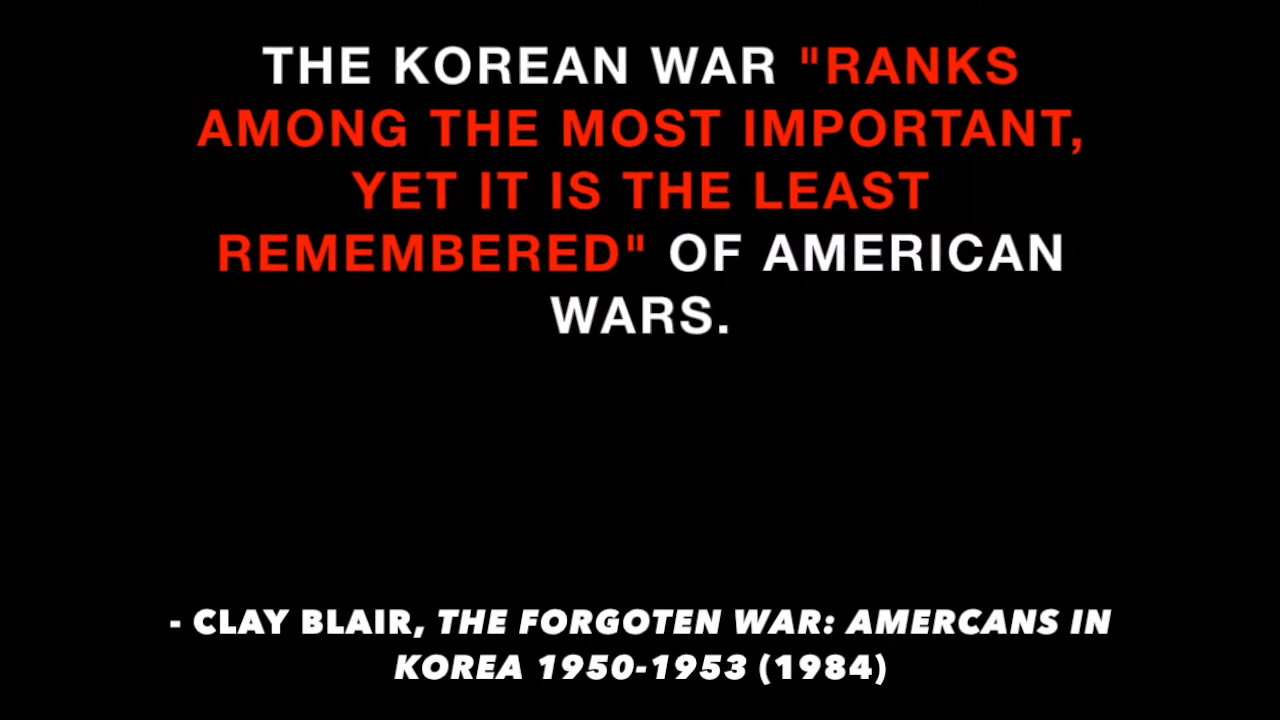 THE KOREAN WAR "RANKS
AMONG THE MOST IMPORTANT,
YET IT IS THE LEAST
REMEMBERED" OF AMERICAN
WARS.
- CLAY BLAIR, THE FORGOTEN WAR: AMERCANS IN
KOREA 1950-1953 (1984)